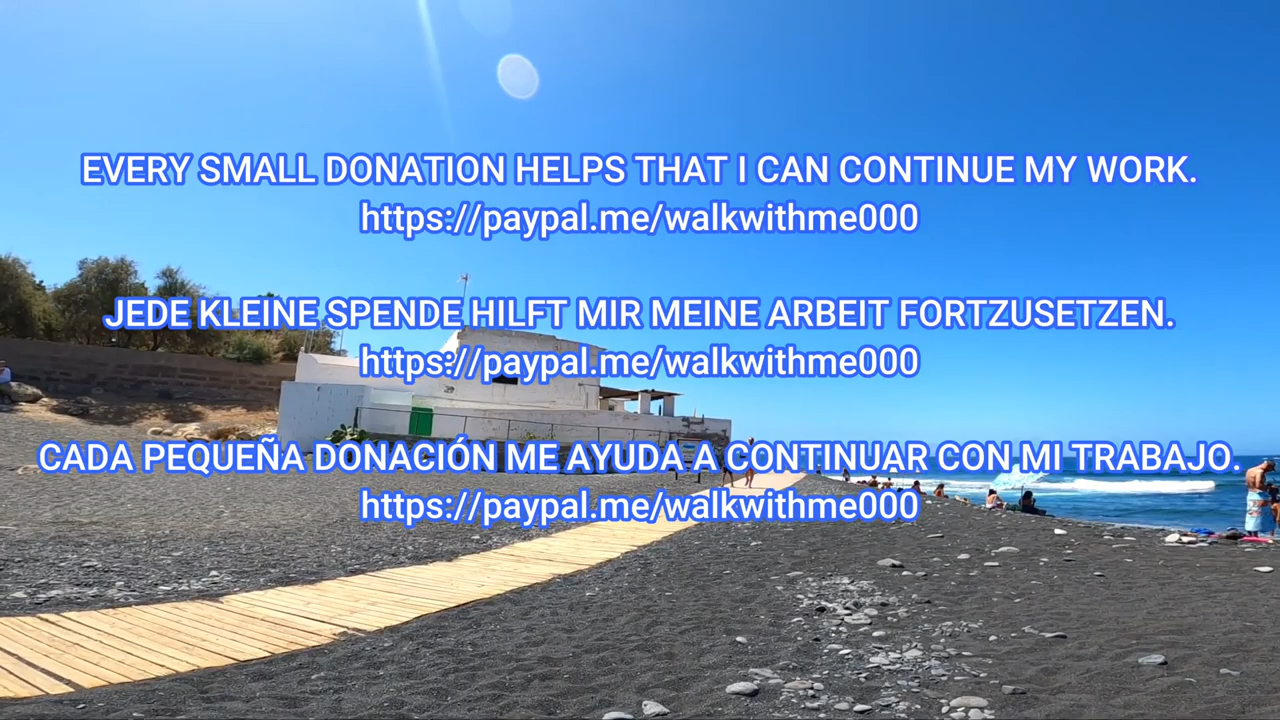 EVERY SMALL DONATION HELPS THAT I CAN CONTINUE MY WORK.
https://paypal.me/walkwithme000
JEDE KLEINE SPENDE HILFT MIR MEINE ARBEIT FORTZUSETZEN.
https://paypal.me/walkwithme000
CADA PEQUEÑA DONACIÓN ME AYUDA A CONTINUAR CON MI TRABAJO.
https://paypal.me/walkwithme000